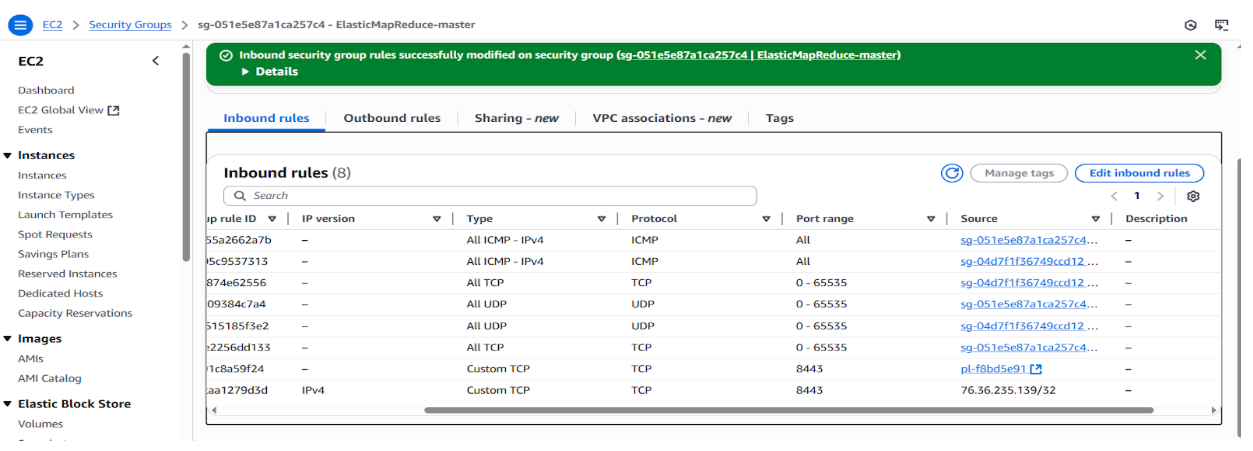 EC2 > Security Groups > sg-051e5e87a1ca257c4 - ElasticMapReduce-master
EC2
Dashboard
EC2 Global View
Events
Instances
Instances
Instance Types
Launch Templates
Spot Requests
Savings Plans
Reserved Instances
Dedicated Hosts
Capacity Reservations
Images
AMIs
AMI Catalog
Elastic Block Store
Volumes
Inbound security group rules successfully modified on security group (sg-051e5e87a1ca257c4 | ElasticMapReduce-master)
Details
Inbound rules Outbound rules Sharing - new VPC associations - new Tags
Inbound rules (8) Manage tags Edit inbound rules
Search
1
up rule ID IP version Type Protocol Port range Source Description
55a2662a7b – All ICMP - IPv4 ICMP All sg-051e5e87a1ca257c4... –
5c9537313 – All ICMP - IPv4 ICMP All sg-04d7f1f36749ccd12 ... –
874e62556 – All TCP TCP 0 - 65535 sg-04d7f1f36749ccd12 ... –
09384c7a4 – All UDP UDP 0 - 65535 sg-051e5e87a1ca257c4... –
515185f3e2 – All UDP UDP 0 - 65535 sg-04d7f1f36749ccd12 ... –
2256dd133 – All TCP TCP 0 - 65535 sg-051e5e87a1ca257c4... –
1c8a59f24 – Custom TCP TCP 8443 pl-f8bd5e91 –
aa1279d3d IPv4 Custom TCP TCP 8443 76.36.235.139/32 –